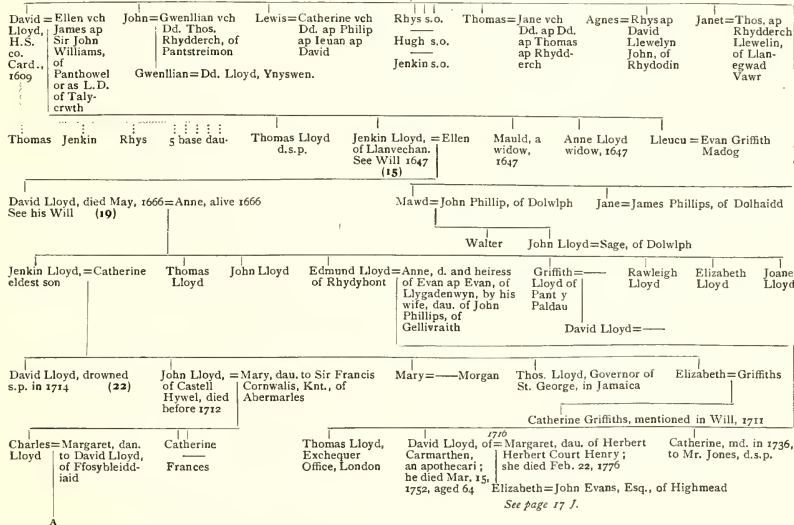 David = Ellen vch
Lloyd, James ap
H.S. Sir John
co. Williams,
Card., of
1609 Panthowel
or as L.D.
of Taly-
crwth
John = Gwenllian vch
Dd. Thos.
Rhydderch, of
Pantstreimon
Gwenllian = Dd. Lloyd, Ynyswen.
Lewis = Catherine vch
Dd. ap Philip
ap Ieuan ap
David
Rhys s.o.
Hugh s.o.
Jenkin s.o.
Thomas = Jane vch
Dd. ap Dd.
ap Thomas
ap Rhydd-
erch
Agnes = Rhys ap
David
Llewelyn
John, of
Rhydodin
Janet = Thos. ap
Rhydderch
Llewelin,
of Llan-
egwad
Vawr
Thomas Jenkin Rhys 5 base dau.
Thomas Lloyd
d.s.p.
Jenkin Lloyd, = Ellen
of Llanvechan.
See Will 1647
(15)
Mauld, a
widow,
1647
Anne Lloyd
widow, 1647
Lleucu = Evan Griffith
Madog
David Lloyd, died May, 1666 = Anne, alive 1666
See his Will (19)
Mawd = John Phillip, of Dolwlph
Jane = James Phillips, of Dolhaidd
Walter
John Lloyd = Sage, of Dolwlph
Jenkin Lloyd, = Catherine
eldest son
Thomas
Lloyd
John Lloyd
Edmund Lloyd = Anne, d. and heiress
of Rhydybont of Evan ap Evan, of
Llygadenwyn, by his
wife, dau. of John
Phillips, of
Gellivraith
Griffith = ——
Lloyd of
Pant y
Paldau
David Lloyd = ——
Rawleigh
Lloyd
Elizabeth
Lloyd
Joane
Lloyd
David Lloyd, drowned
s.p. in 1714 (22)
John Lloyd, = Mary, dau. to Sir Francis
of Castell Cornwalis, Knt., of
Hywel, died Abermarles
before 1712
Mary = —— Morgan
Thos. Lloyd, Governor of
St. George, in Jamaica
Elizabeth = Griffiths
Catherine Griffiths, mentioned in Will, 1711
Charles = Margaret, dau.
Lloyd to David Lloyd,
of Ffosybleidd-
iaid
Catherine
Frances
Thomas Lloyd,
Exchequer
Office, London
1716
David Lloyd, of = Margaret, dau. of Herbert
Carmarthen, Herbert Court Henry;
an apothecari; she died Feb. 22, 1776
he died Mar. 15,
1752, aged 64
Elizabeth = John Evans, Esq., of Highmead
See page 17 J.
Catherine, md. in 1736,
to Mr. Jones, d.s.p.
A